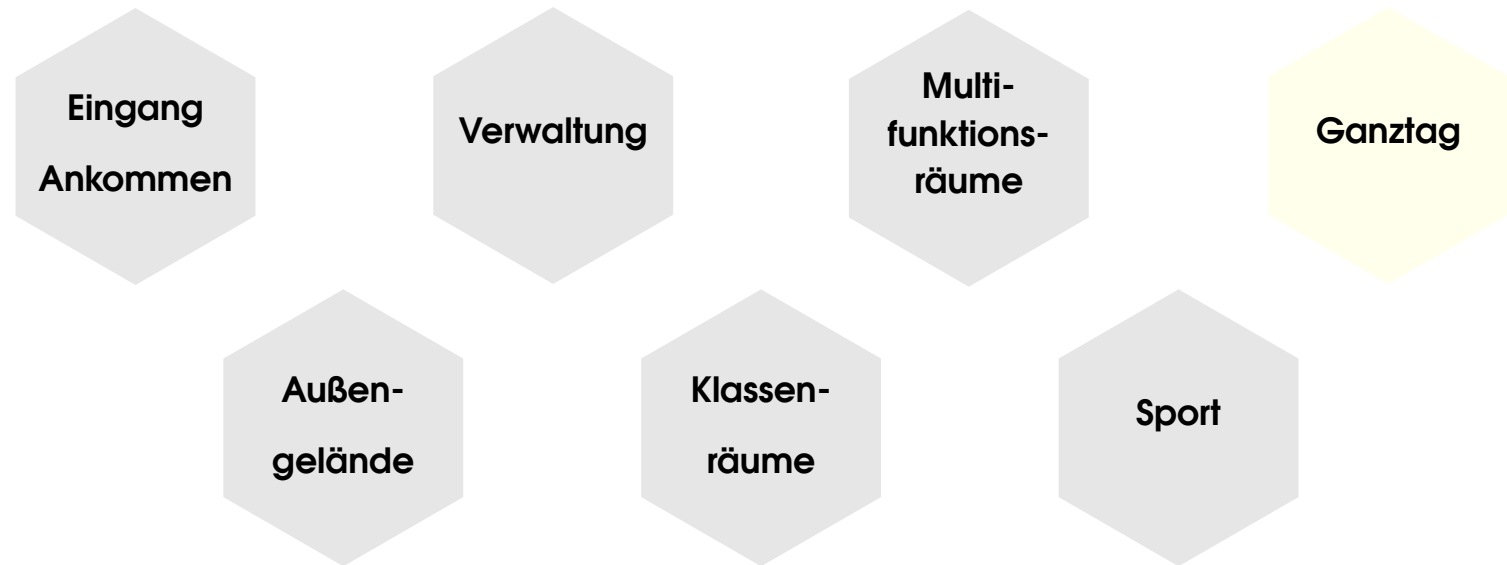 Eingang
Ankommen
Verwaltung
Multi-
funktions-
räume
Ganztag
Außen-
gelände
Klassen-
räume
Sport